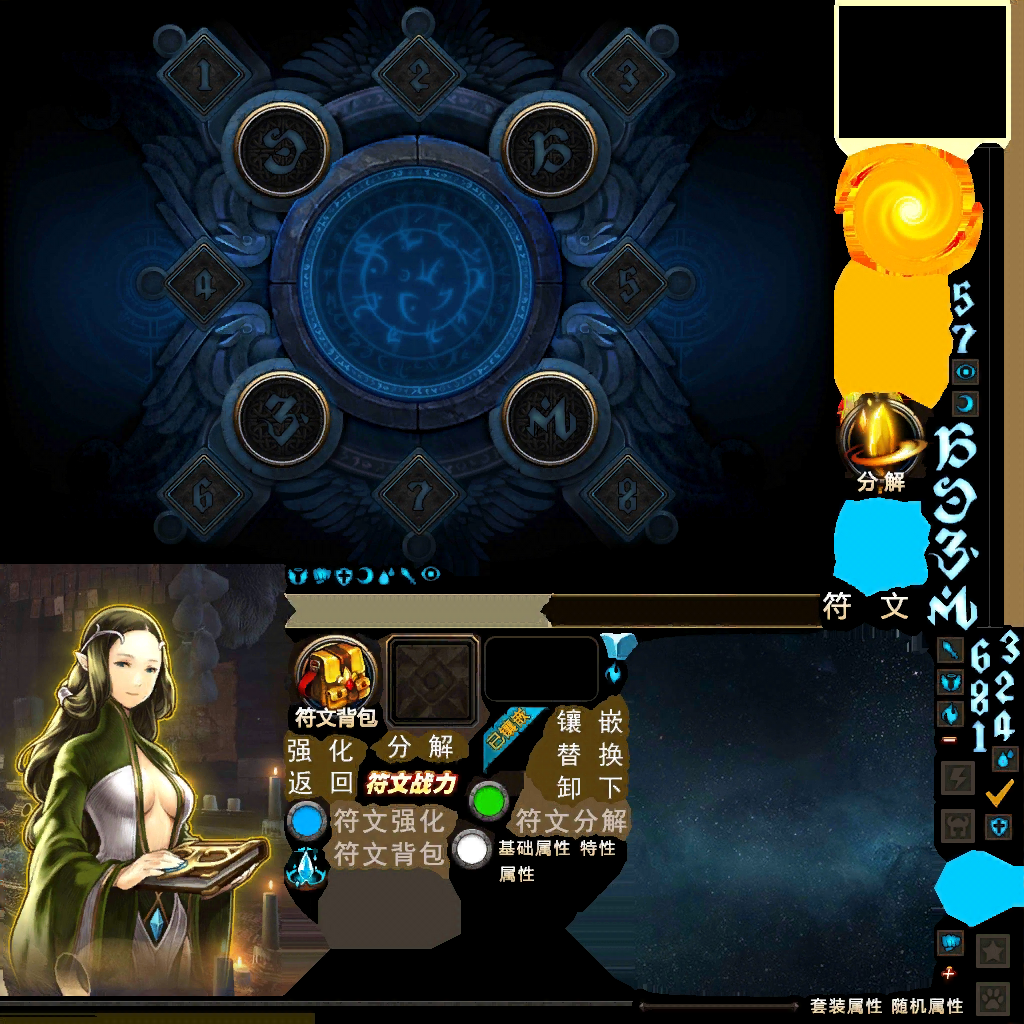 1 2 3
4 5
6 7 8
5
7
分解
符 文
符文背包
强 化
分 解
返 回
符文战力
已镶嵌
镶 嵌
替 换
卸 下
符文强化
符文分解
符文背包
基础属性 特性
属性
6 3
8 2
1 4
套装属性 随机属性